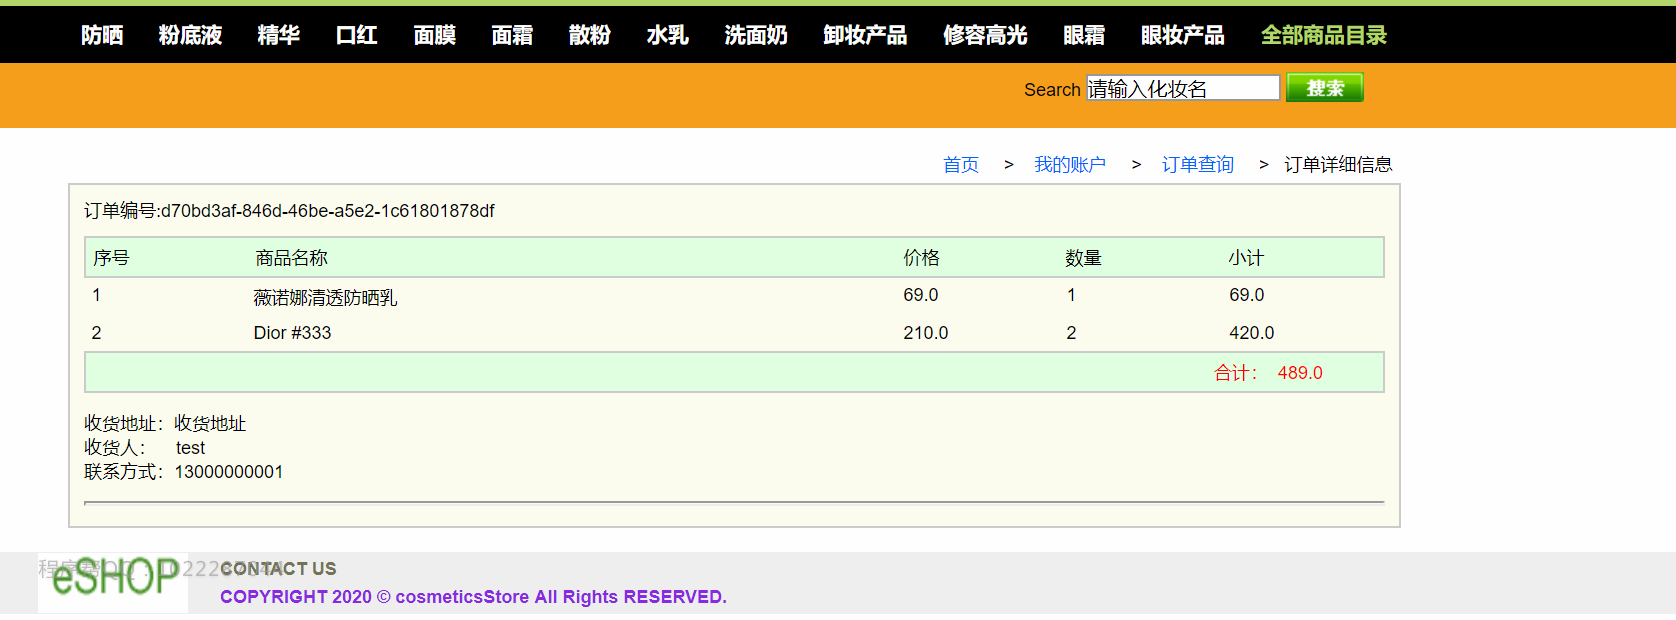 防晒 粉底液 精华 口红 面膜 面霜 散粉 水乳 洗面奶 卸妆产品 修容高光 眼霜 眼妆产品 全部商品目录
Search 请输入化妆名 搜索
首页 > 我的账户 > 订单查询 > 订单详细信息
订单编号:d70bd3af-846d-46be-a5e2-1c61801878df
序号 商品名称 价格 数量 小计
1 薇诺娜清透防晒乳 69.0 1 69.0
2 Dior #333 210.0 2 420.0
合计： 489.0
收货地址：收货地址
收货人： test
联系方式：13000000001
eSHOP
CONTACT US
COPYRIGHT 2020 © cosmeticsStore All Rights RESERVED.